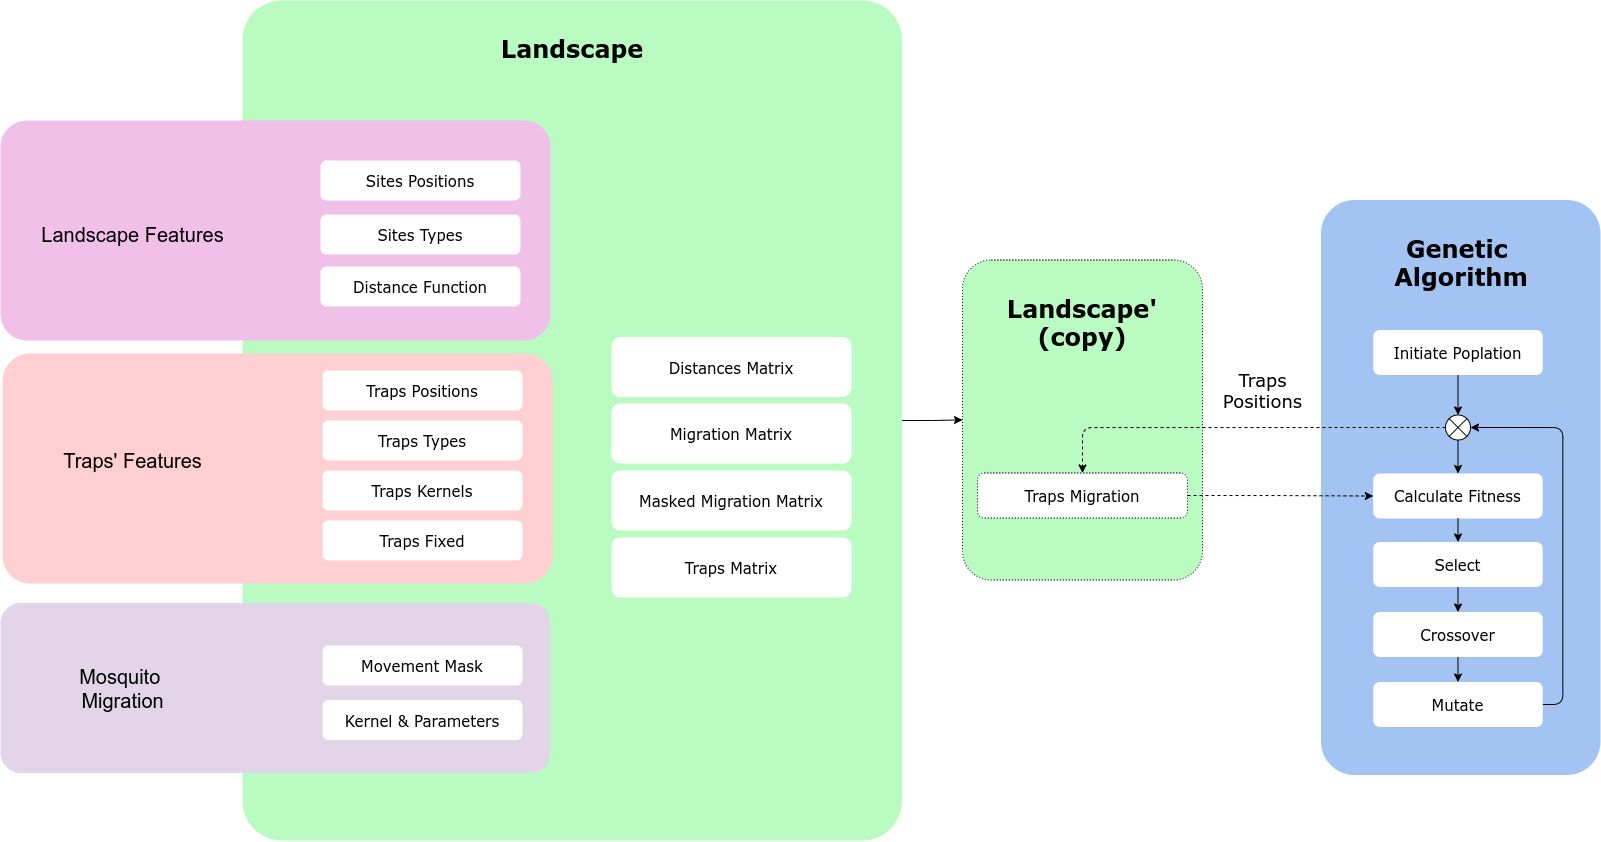 Landscape
Landscape Features
Sites Positions
Sites Types
Distance Function
Traps' Features
Traps Positions
Traps Types
Traps Kernels
Traps Fixed
Mosquito
Migration
Movement Mask
Kernel & Parameters
Distances Matrix
Migration Matrix
Masked Migration Matrix
Traps Matrix
Landscape'
(copy)
Traps Migration
Traps
Positions
Genetic
Algorithm
Initiate Poplation
Calculate Fitness
Select
Crossover
Mutate